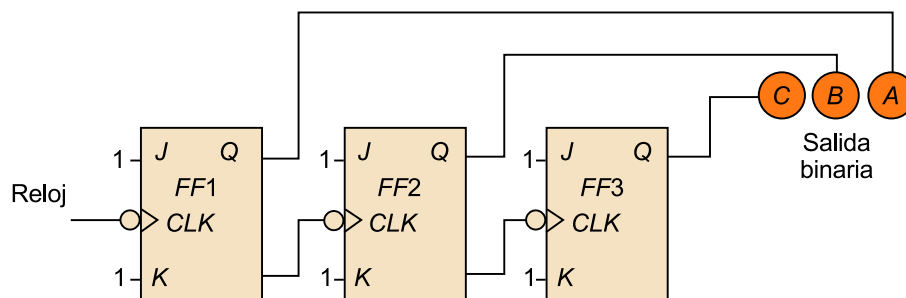 C B A
Salida
binaria
1 J Q
FF1
Reloj
CLK
1 K
1 J Q
FF2
CLK
1 K
1 J Q
FF3
CLK
1 K